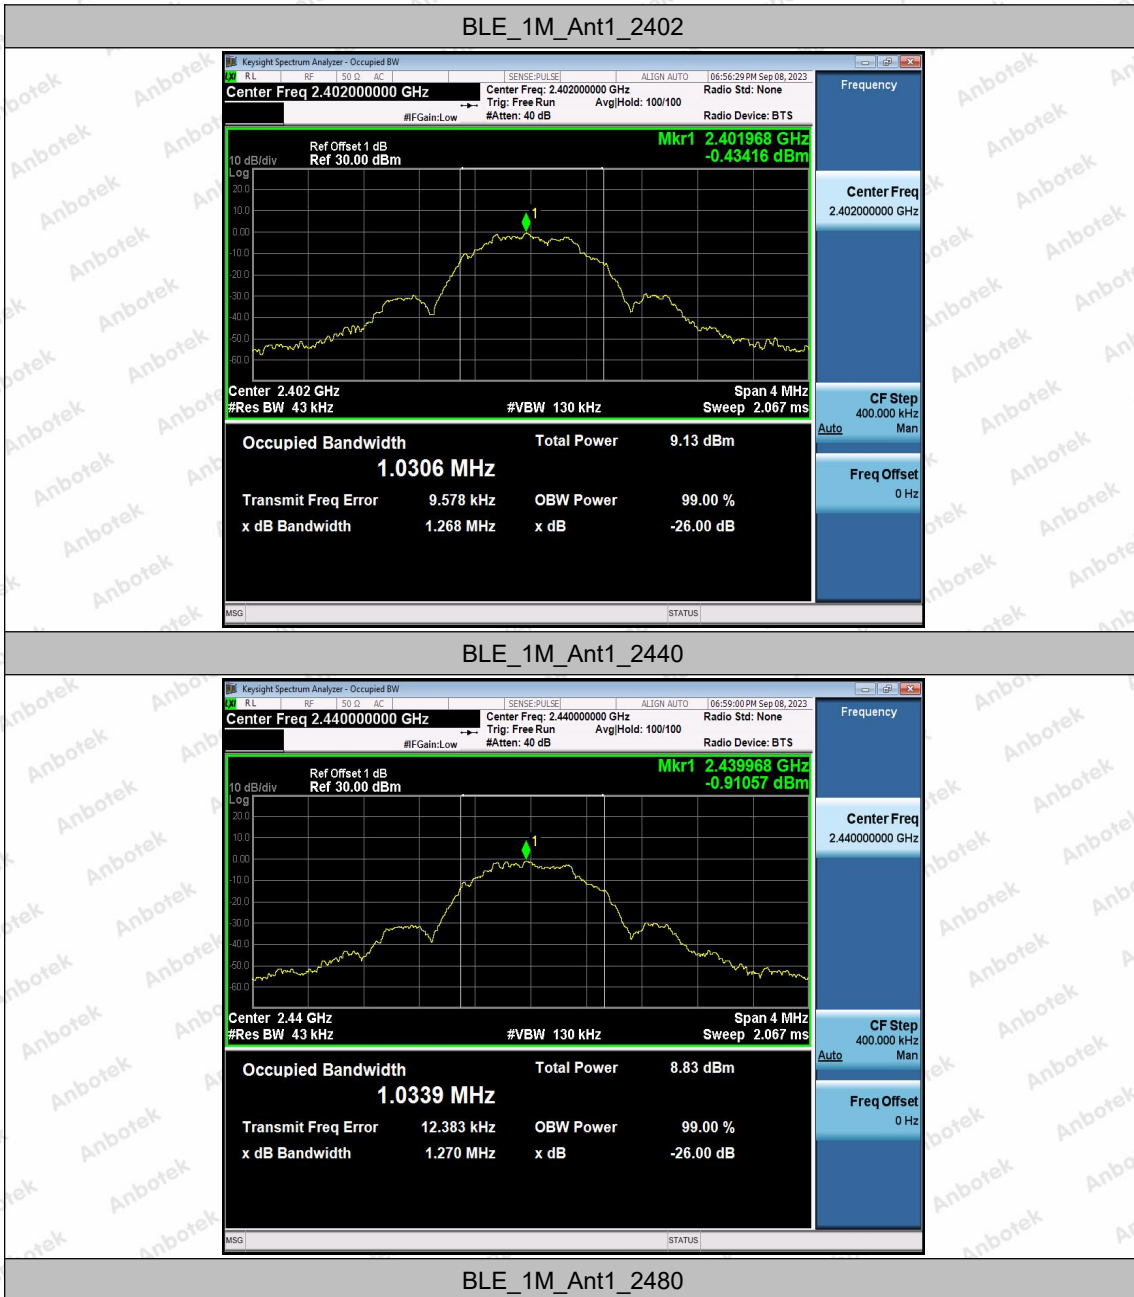 BLE_1M_Ant1_2402
Keysight Spectrum Analyzer - Occupied BW
LXI RL RF 50 Ω AC SENSE:PULSE ALIGN AUTO 06:56:29 PM Sep 08, 2023
Center Freq 2.402000000 GHz
Center Freq: 2.402000000 GHz
Radio Std: None
Trig: Free Run Avg|Hold: 100/100
#IFGain:Low #Atten: 40 dB Radio Device: BTS
Frequency
Mkr1 2.401968 GHz
-0.43416 dBm
Ref Offset 1 dB
10 dB/div Ref 30.00 dBm
Log
20.0
10.0
0.00
-10.0
-20.0
-30.0
-40.0
-50.0
-60.0
1
Center Freq
2.402000000 GHz
Center 2.402 GHz Span 4 MHz
#Res BW 43 kHz #VBW 130 kHz Sweep 2.067 ms
CF Step
400.000 kHz
Auto Man
Occupied Bandwidth Total Power 9.13 dBm
1.0306 MHz
Freq Offset
0 Hz
Transmit Freq Error 9.578 kHz OBW Power 99.00 %
x dB Bandwidth 1.268 MHz x dB -26.00 dB
MSG STATUS
BLE_1M_Ant1_2440
Keysight Spectrum Analyzer - Occupied BW
LXI RL RF 50 Ω AC SENSE:PULSE ALIGN AUTO 06:59:00 PM Sep 08, 2023
Center Freq 2.440000000 GHz
Center Freq: 2.440000000 GHz
Radio Std: None
Trig: Free Run Avg|Hold: 100/100
#IFGain:Low #Atten: 40 dB Radio Device: BTS
Frequency
Mkr1 2.439968 GHz
-0.91057 dBm
Ref Offset 1 dB
10 dB/div Ref 30.00 dBm
Log
20.0
10.0
0.00
-10.0
-20.0
-30.0
-40.0
-50.0
-60.0
1
Center Freq
2.440000000 GHz
Center 2.44 GHz Span 4 MHz
#Res BW 43 kHz #VBW 130 kHz Sweep 2.067 ms
CF Step
400.000 kHz
Auto Man
Occupied Bandwidth Total Power 8.83 dBm
1.0339 MHz
Freq Offset
0 Hz
Transmit Freq Error 12.383 kHz OBW Power 99.00 %
x dB Bandwidth 1.270 MHz x dB -26.00 dB
MSG STATUS
BLE_1M_Ant1_2480
Anbotek